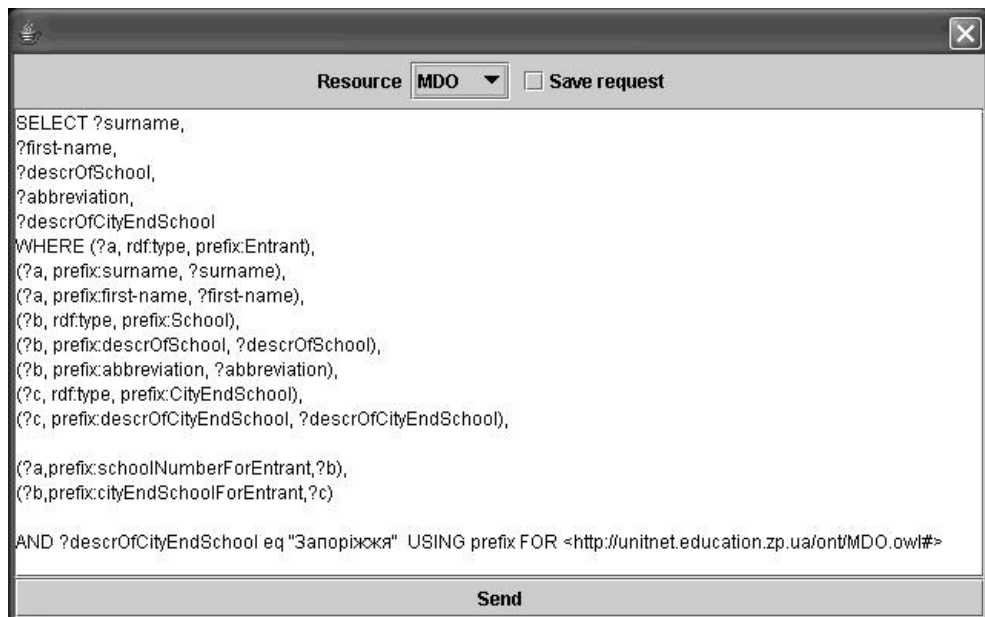 Resource MDO Save request
SELECT ?surname,
?first-name,
?descrOfSchool,
?abbreviation,
?descrOfCityEndSchool
WHERE (?a, rdf:type, prefix:Entrant),
(?a, prefix:surname, ?surname),
(?a, prefix:first-name, ?first-name),
(?b, rdf:type, prefix:School),
(?b, prefix:descrOfSchool, ?descrOfSchool),
(?b, prefix:abbreviation, ?abbreviation),
(?c, rdf:type, prefix:CityEndSchool),
(?c, prefix:descrOfCityEndSchool, ?descrOfCityEndSchool),
(?a,prefix:schoolNumberForEntrant,?b),
(?b,prefix:cityEndSchoolForEntrant,?c)
AND ?descrOfCityEndSchool eq "Запоріжжя" USING prefix FOR <http://unitnet.education.zp.ua/ont/MDO.owl#>
Send